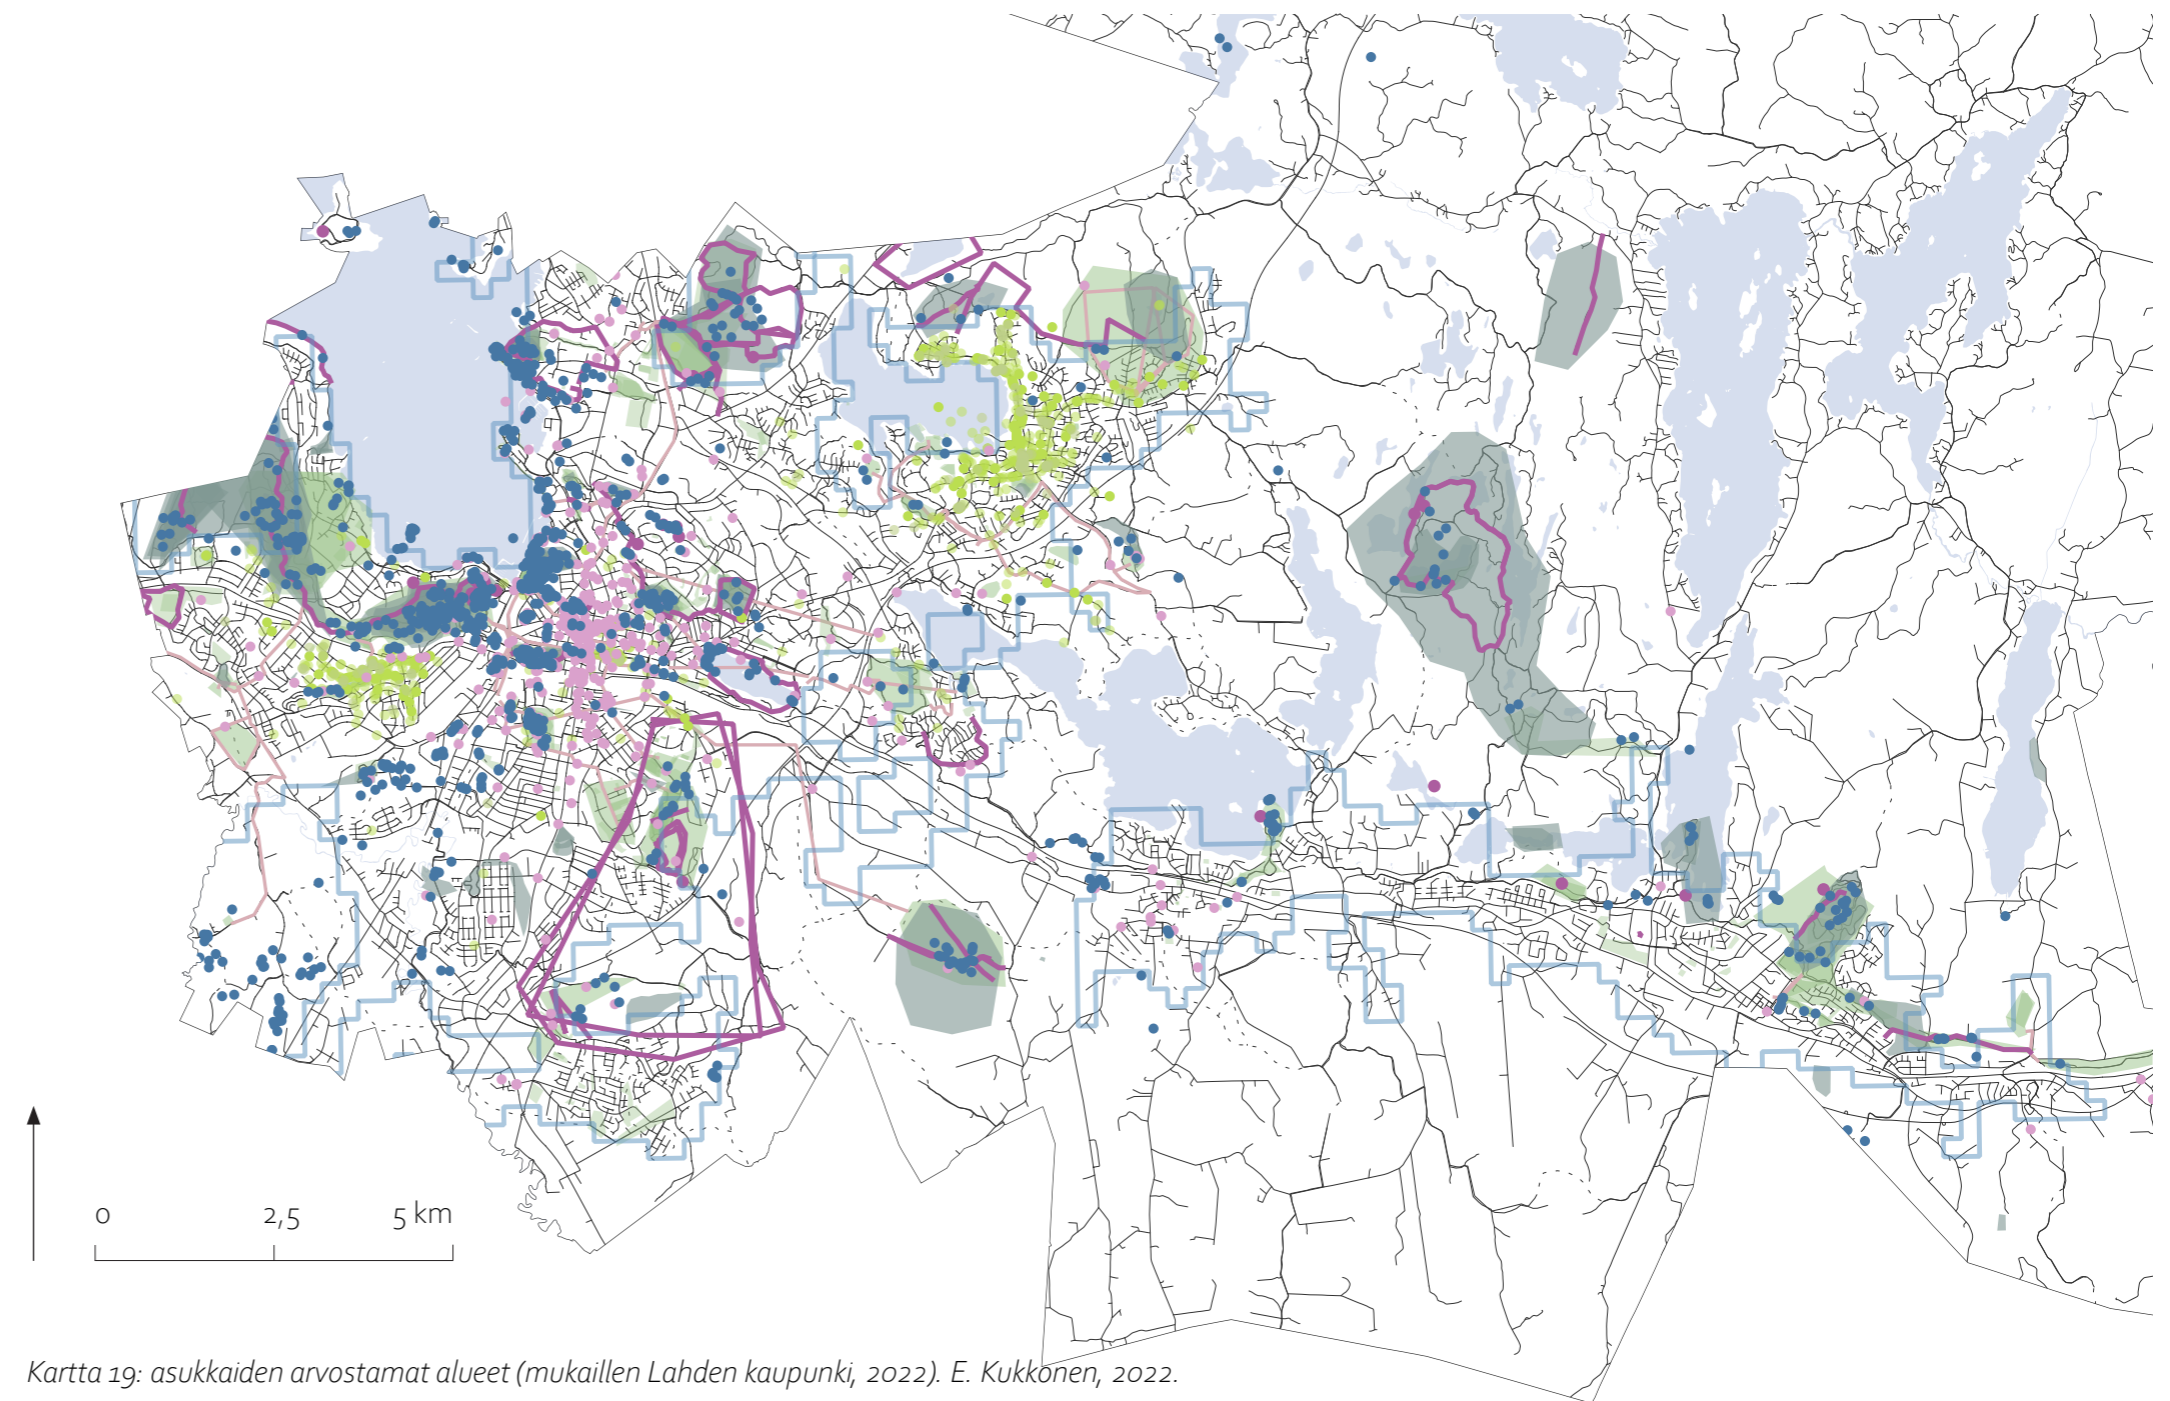 0 2,5 5 km
Kartta 19: asukkaiden arvostamat alueet (mukaillen Lahden kaupunki, 2022). E. Kukkonen, 2022.